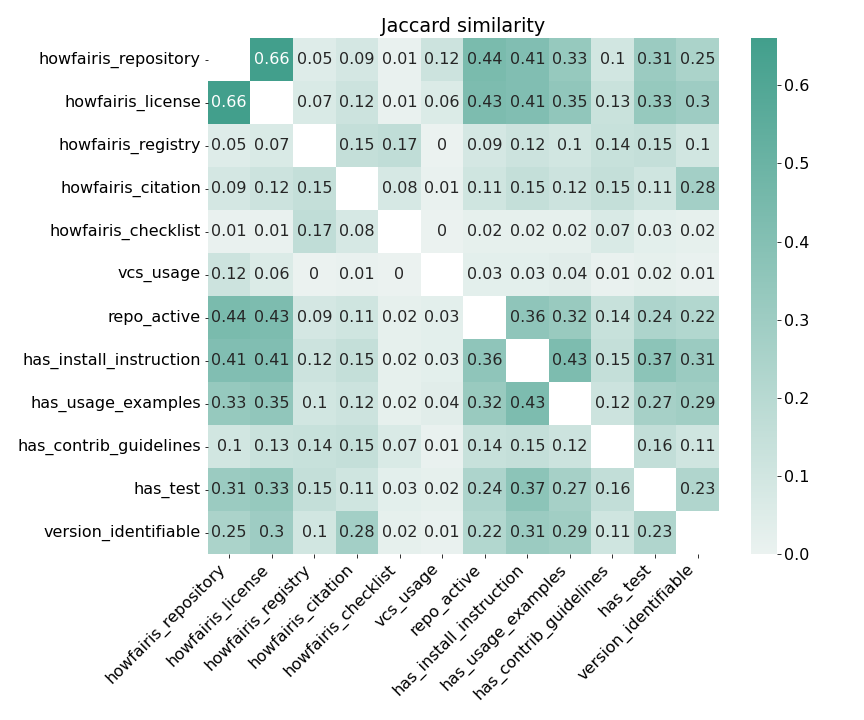 Jaccard similarity
howfairis_repository 0.66 0.05 0.09 0.01 0.12 0.44 0.41 0.33 0.1 0.31 0.25
howfairis_license 0.66 0.07 0.12 0.01 0.06 0.43 0.41 0.35 0.13 0.33 0.3
howfairis_registry 0.05 0.07 0.15 0.17 0 0.09 0.12 0.1 0.14 0.15 0.1
howfairis_citation 0.09 0.12 0.15 0.08 0.01 0.11 0.15 0.12 0.15 0.11 0.28
howfairis_checklist 0.01 0.01 0.17 0.08 0 0.02 0.02 0.02 0.07 0.03 0.02
vcs_usage 0.12 0.06 0 0.01 0 0.03 0.03 0.04 0.01 0.02 0.01
repo_active 0.44 0.43 0.09 0.11 0.02 0.03 0.36 0.32 0.14 0.24 0.22
has_install_instruction 0.41 0.41 0.12 0.15 0.02 0.03 0.36 0.43 0.15 0.37 0.31
has_usage_examples 0.33 0.35 0.1 0.12 0.02 0.04 0.32 0.43 0.12 0.27 0.29
has_contrib_guidelines 0.1 0.13 0.14 0.15 0.07 0.01 0.14 0.15 0.12 0.16 0.11
has_test 0.31 0.33 0.15 0.11 0.03 0.02 0.24 0.37 0.27 0.16 0.23
version_identifiable 0.25 0.3 0.1 0.28 0.02 0.01 0.22 0.31 0.29 0.11 0.23
howfairis_repository
howfairis_license
howfairis_registry
howfairis_citation
howfairis_checklist
vcs_usage
repo_active
has_install_instruction
has_usage_examples
has_contrib_guidelines
has_test
version_identifiable
0.6
0.5
0.4
0.3
0.2
0.1
0.0